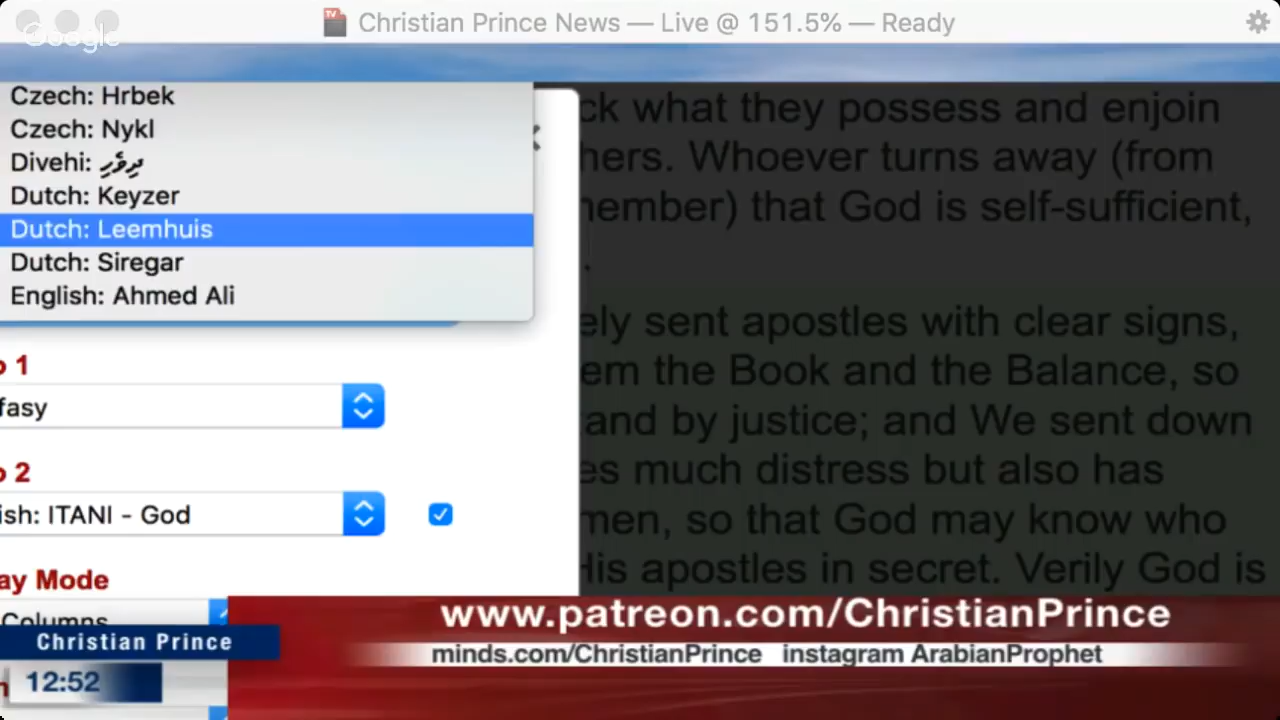 Christian Prince News — Live @ 151.5% — Ready
Google
Czech: Hrbek
Czech: Nykl
Divehi: ދިވެހި
Dutch: Keyzer
Dutch: Leemhuis
Dutch: Siregar
English: Ahmed Ali
o 1
fasy
o 2
ish: ITANI - God
ay Mode
Columns
ck what they possess and enjoin
hers. Whoever turns away (from
nember) that God is self-sufficient,
.
ely sent apostles with clear signs,
em the Book and the Balance, so
and by justice; and We sent down
es much distress but also has
men, so that God may know who
His apostles in secret. Verily God is
www.patreon.com/ChristianPrince
Christian Prince
minds.com/ChristianPrince instagram ArabianProphet
12:52